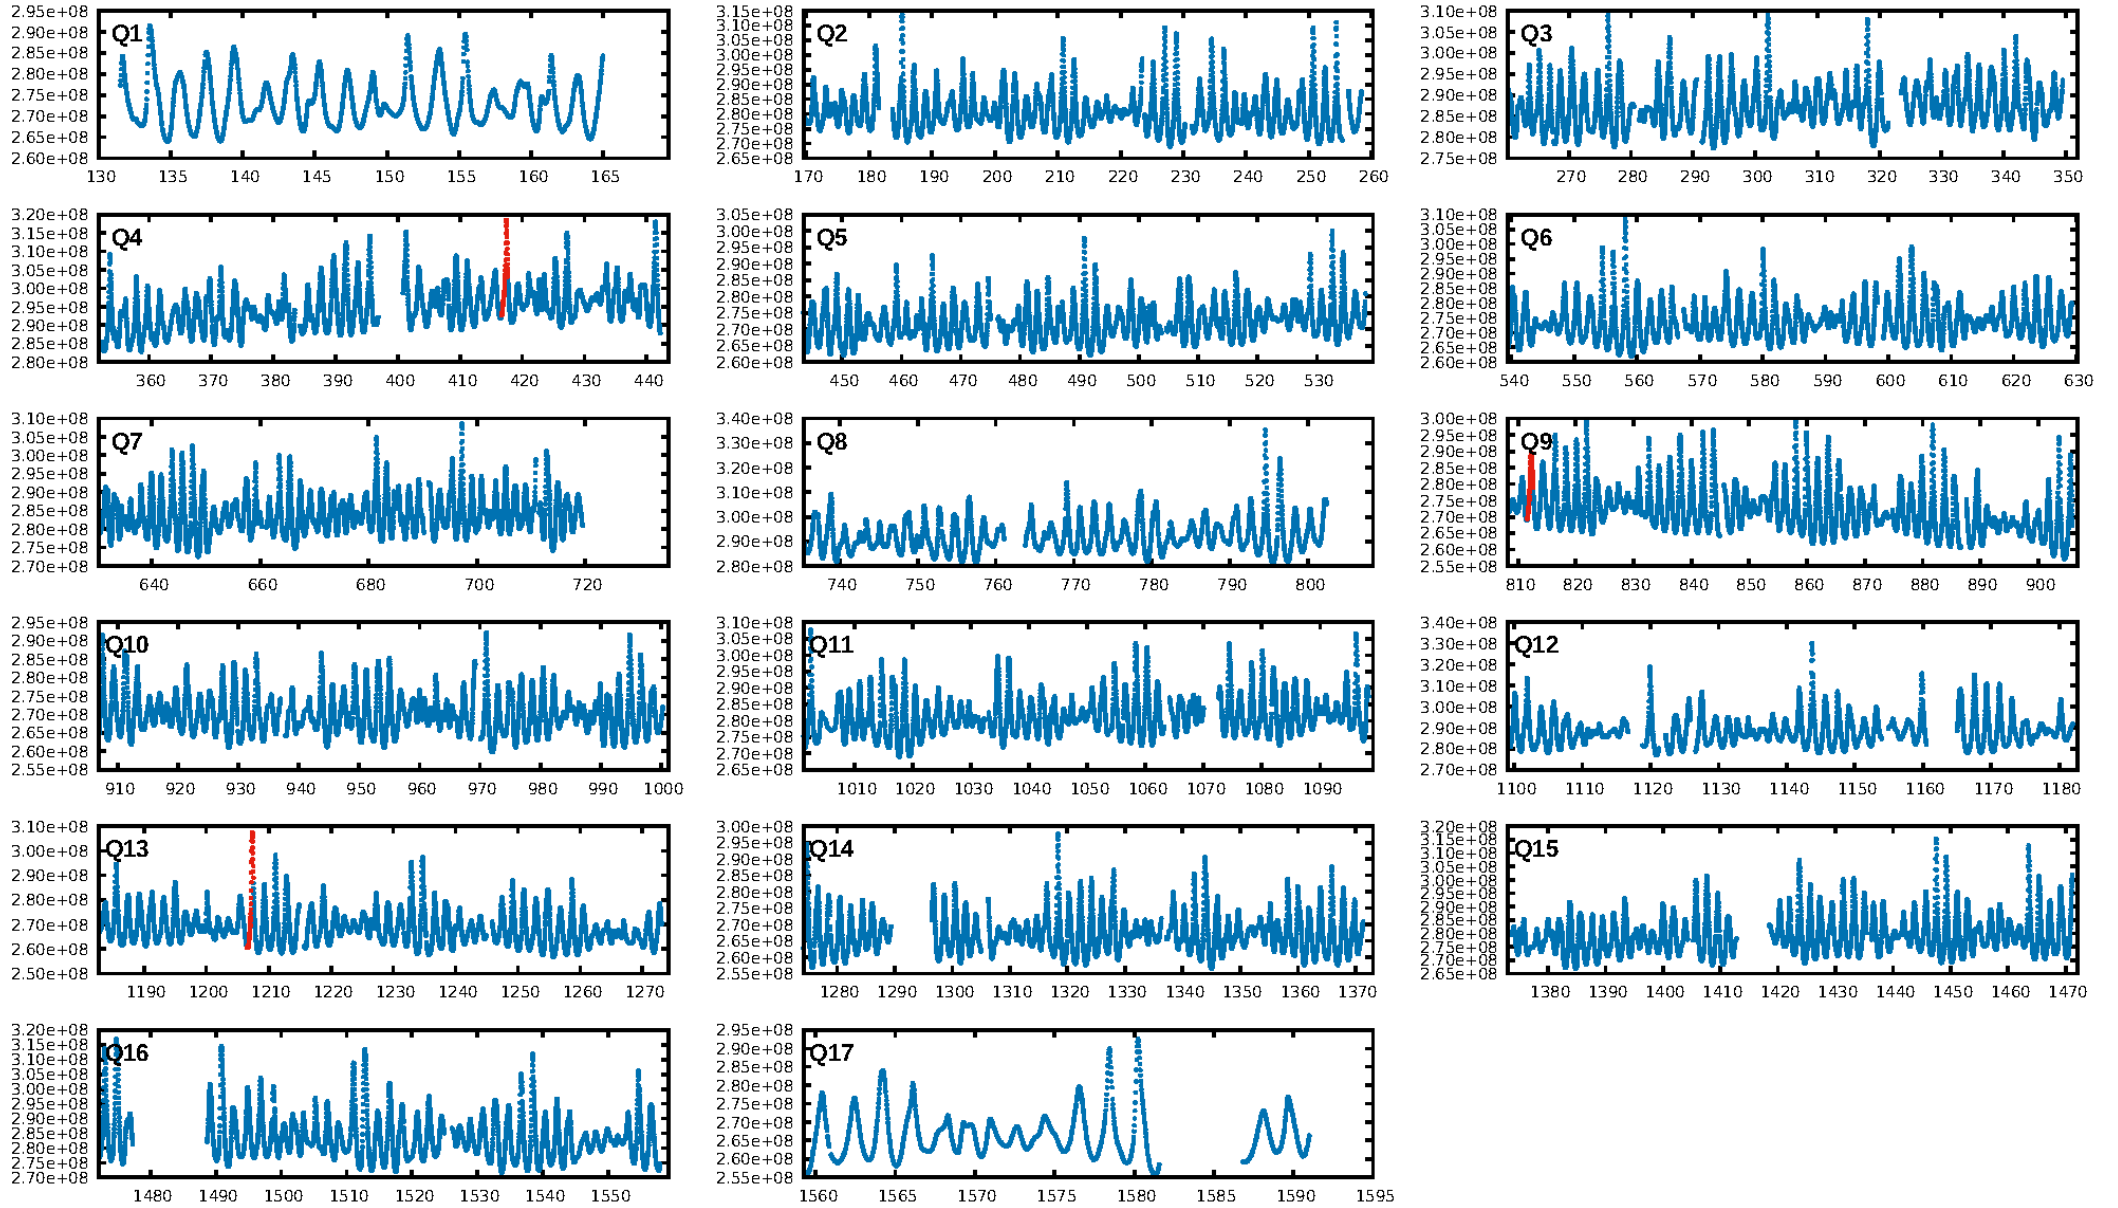 2.95e+08
2.90e+08
2.85e+08
2.80e+08
2.75e+08
2.70e+08
2.65e+08
2.60e+08
Q1
130 135 140 145 150 155 160 165
3.15e+08
3.10e+08
3.05e+08
3.00e+08
2.95e+08
2.90e+08
2.85e+08
2.80e+08
2.75e+08
2.70e+08
2.65e+08
Q2
170 180 190 200 210 220 230 240 250 260
3.10e+08
3.05e+08
3.00e+08
2.95e+08
2.90e+08
2.85e+08
2.80e+08
2.75e+08
Q3
270 280 290 300 310 320 330 340 350
3.20e+08
3.15e+08
3.10e+08
3.05e+08
3.00e+08
2.95e+08
2.90e+08
2.85e+08
2.80e+08
Q4
360 370 380 390 400 410 420 430 440
3.05e+08
3.00e+08
2.95e+08
2.90e+08
2.85e+08
2.80e+08
2.75e+08
2.70e+08
2.65e+08
2.60e+08
Q5
450 460 470 480 490 500 510 520 530
3.10e+08
3.05e+08
3.00e+08
2.95e+08
2.90e+08
2.85e+08
2.80e+08
2.75e+08
2.70e+08
2.65e+08
2.60e+08
Q6
540 550 560 570 580 590 600 610 620 630
3.10e+08
3.05e+08
3.00e+08
2.95e+08
2.90e+08
2.85e+08
2.80e+08
2.75e+08
2.70e+08
Q7
640 660 680 700 720
3.40e+08
3.30e+08
3.20e+08
3.10e+08
3.00e+08
2.90e+08
2.80e+08
Q8
740 750 760 770 780 790 800
3.00e+08
2.95e+08
2.90e+08
2.85e+08
2.80e+08
2.75e+08
2.70e+08
2.65e+08
2.60e+08
2.55e+08
Q9
810 820 830 840 850 860 870 880 890 900
2.95e+08
2.90e+08
2.85e+08
2.80e+08
2.75e+08
2.70e+08
2.65e+08
2.60e+08
2.55e+08
Q10
910 920 930 940 950 960 970 980 990 1000
3.10e+08
3.05e+08
3.00e+08
2.95e+08
2.90e+08
2.85e+08
2.80e+08
2.75e+08
2.70e+08
2.65e+08
Q11
1010 1020 1030 1040 1050 1060 1070 1080 1090
3.40e+08
3.30e+08
3.20e+08
3.10e+08
3.00e+08
2.90e+08
2.80e+08
2.70e+08
Q12
1100 1110 1120 1130 1140 1150 1160 1170 1180
3.10e+08
3.00e+08
2.90e+08
2.80e+08
2.70e+08
2.60e+08
2.50e+08
Q13
1190 1200 1210 1220 1230 1240 1250 1260 1270
3.00e+08
2.95e+08
2.90e+08
2.85e+08
2.80e+08
2.75e+08
2.70e+08
2.65e+08
2.60e+08
2.55e+08
Q14
1280 1290 1300 1310 1320 1330 1340 1350 1360 1370
3.20e+08
3.15e+08
3.10e+08
3.05e+08
3.00e+08
2.95e+08
2.90e+08
2.85e+08
2.80e+08
2.75e+08
2.70e+08
2.65e+08
Q15
1380 1390 1400 1410 1420 1430 1440 1450 1460 1470
3.20e+08
3.15e+08
3.10e+08
3.05e+08
3.00e+08
2.95e+08
2.90e+08
2.85e+08
2.80e+08
2.75e+08
2.70e+08
Q16
1480 1490 1500 1510 1520 1530 1540 1550
2.95e+08
2.90e+08
2.85e+08
2.80e+08
2.75e+08
2.70e+08
2.65e+08
2.60e+08
2.55e+08
Q17
1560 1565 1570 1575 1580 1585 1590 1595